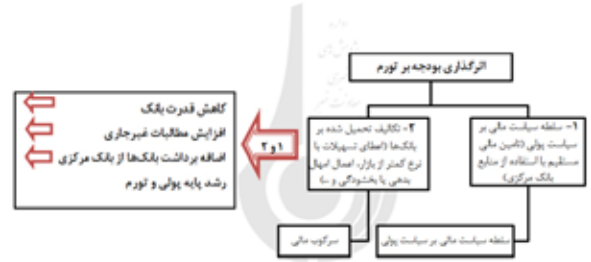 اثرگذاری بودجه بر تورم
۱- سلطه سیاست مالی بر
سیاست پولی (تامین مالی
مستقیم با استفاده از منابع
بانک مرکزی)
۲- تکالیف تحمیل شده بر
بانک‌ها (اعطای تسهیلات با
نرخ کمتر از بازار، اعمال امهال
بدهی یا بخشودگی و ...)
سلطه سیاست مالی بر سیاست پولی
سرکوب مالی
۱ و ۲
کاهش قدرت بانک
افزایش مطالبات غیرجاری
اضافه برداشت بانک‌ها از بانک مرکزی
رشد پایه پولی و تورم